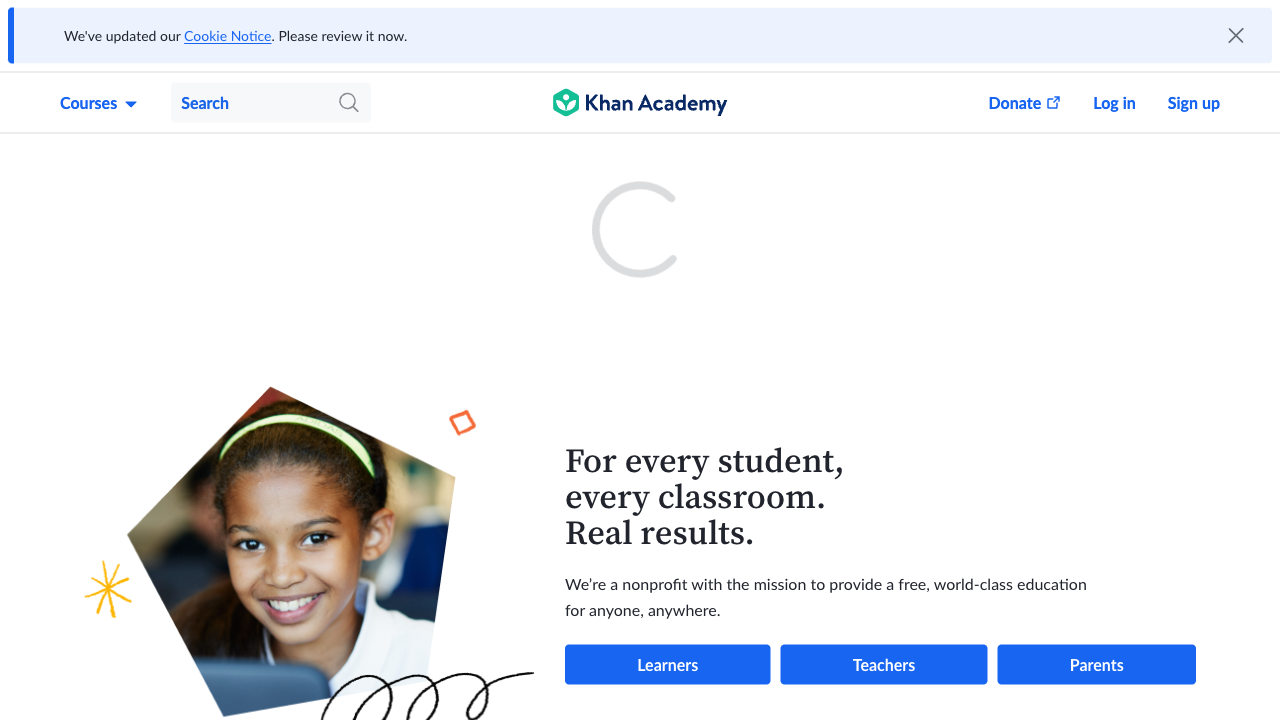 We've updated our Cookie Notice. Please review it now.
Courses
Search
Khan Academy
Donate
Log in
Sign up
For every student,
every classroom.
Real results.
We’re a nonprofit with the mission to provide a free, world-class education
for anyone, anywhere.
Learners
Teachers
Parents